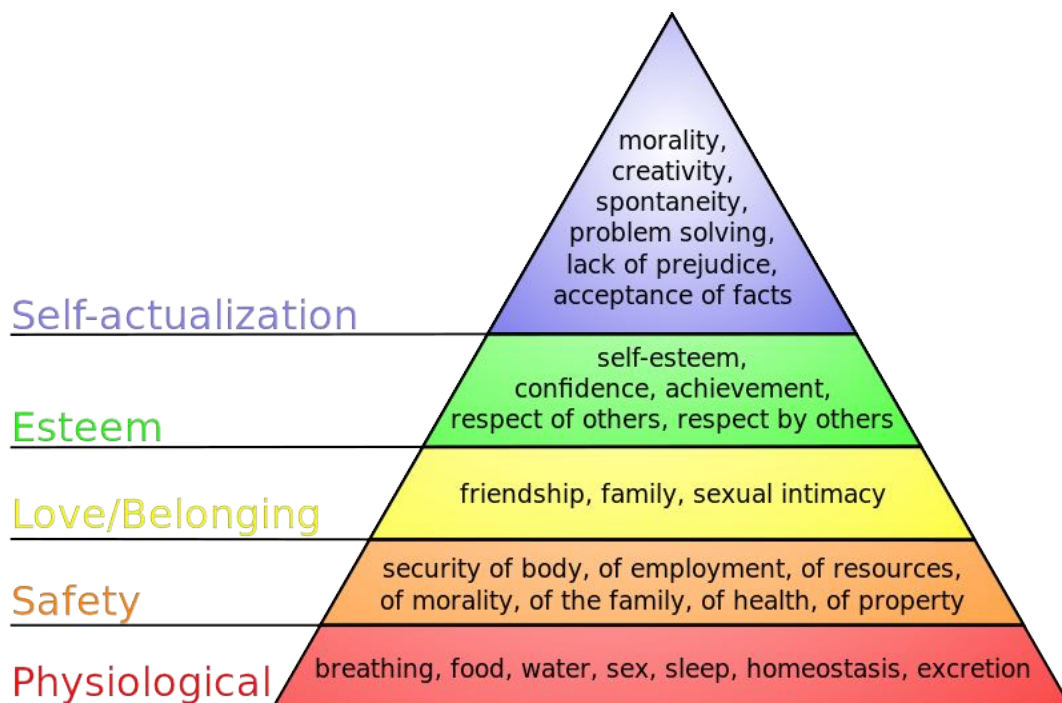 morality,
creativity,
spontaneity,
problem solving,
lack of prejudice,
acceptance of facts
Self-actualization
self-esteem,
confidence, achievement,
respect of others, respect by others
Esteem
friendship, family, sexual intimacy
Love/Belonging
security of body, of employment, of resources,
of morality, of the family, of health, of property
Safety
breathing, food, water, sex, sleep, homeostasis, excretion
Physiological